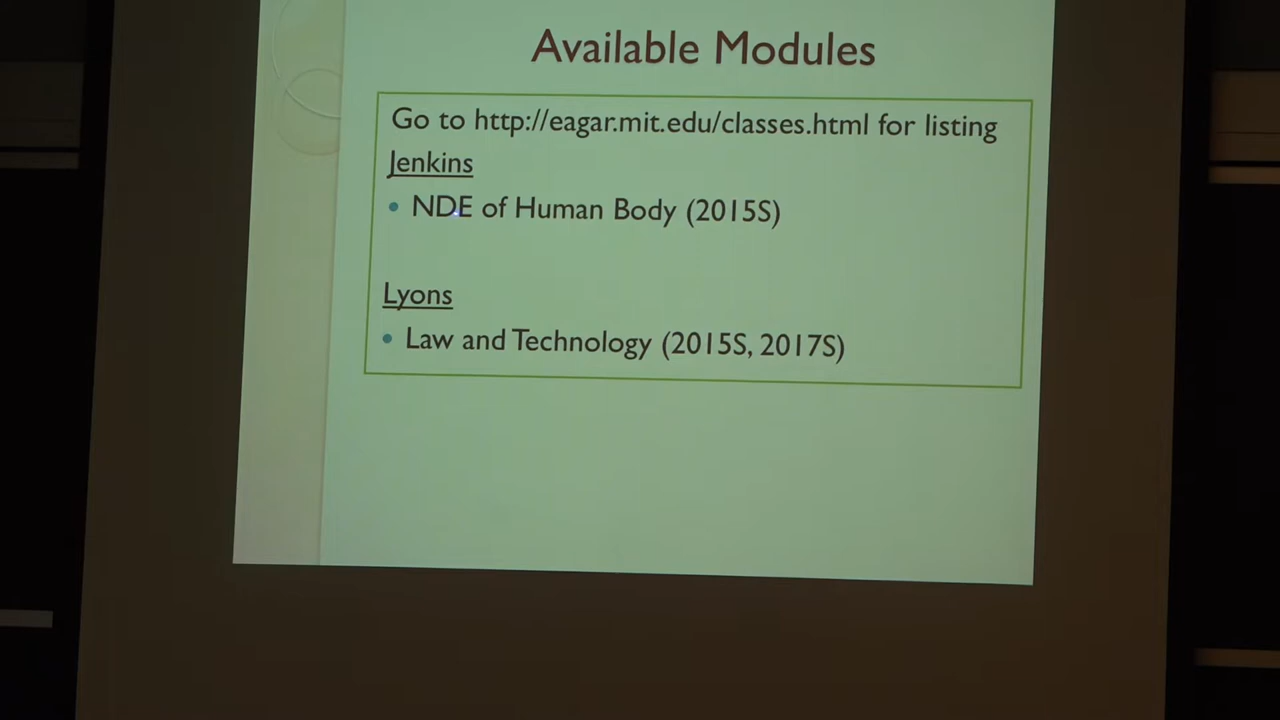 Available Modules
Go to http://eagar.mit.edu/classes.html for listing
Jenkins
• NDE of Human Body (2015S)
Lyons
• Law and Technology (2015S, 2017S)